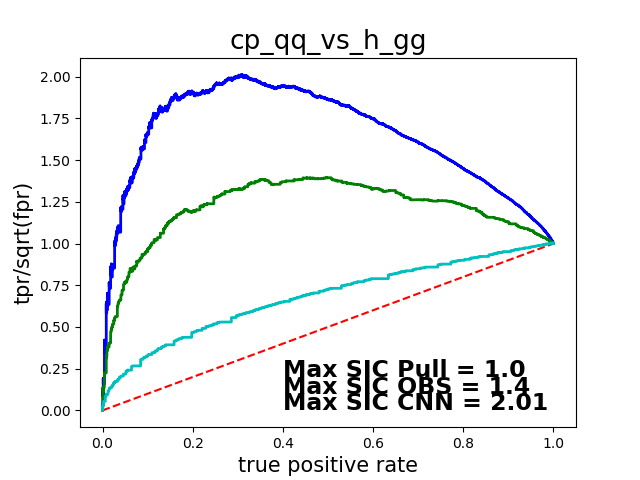 cp_qq_vs_h_gg
tpr/sqrt(fpr)
2.00
1.75
1.50
1.25
1.00
0.75
0.50
0.25
0.00
Max SIC Pull = 1.0
Max SIC OBS = 1.4
Max SIC CNN = 2.01
0.0 0.2 0.4 0.6 0.8 1.0
true positive rate